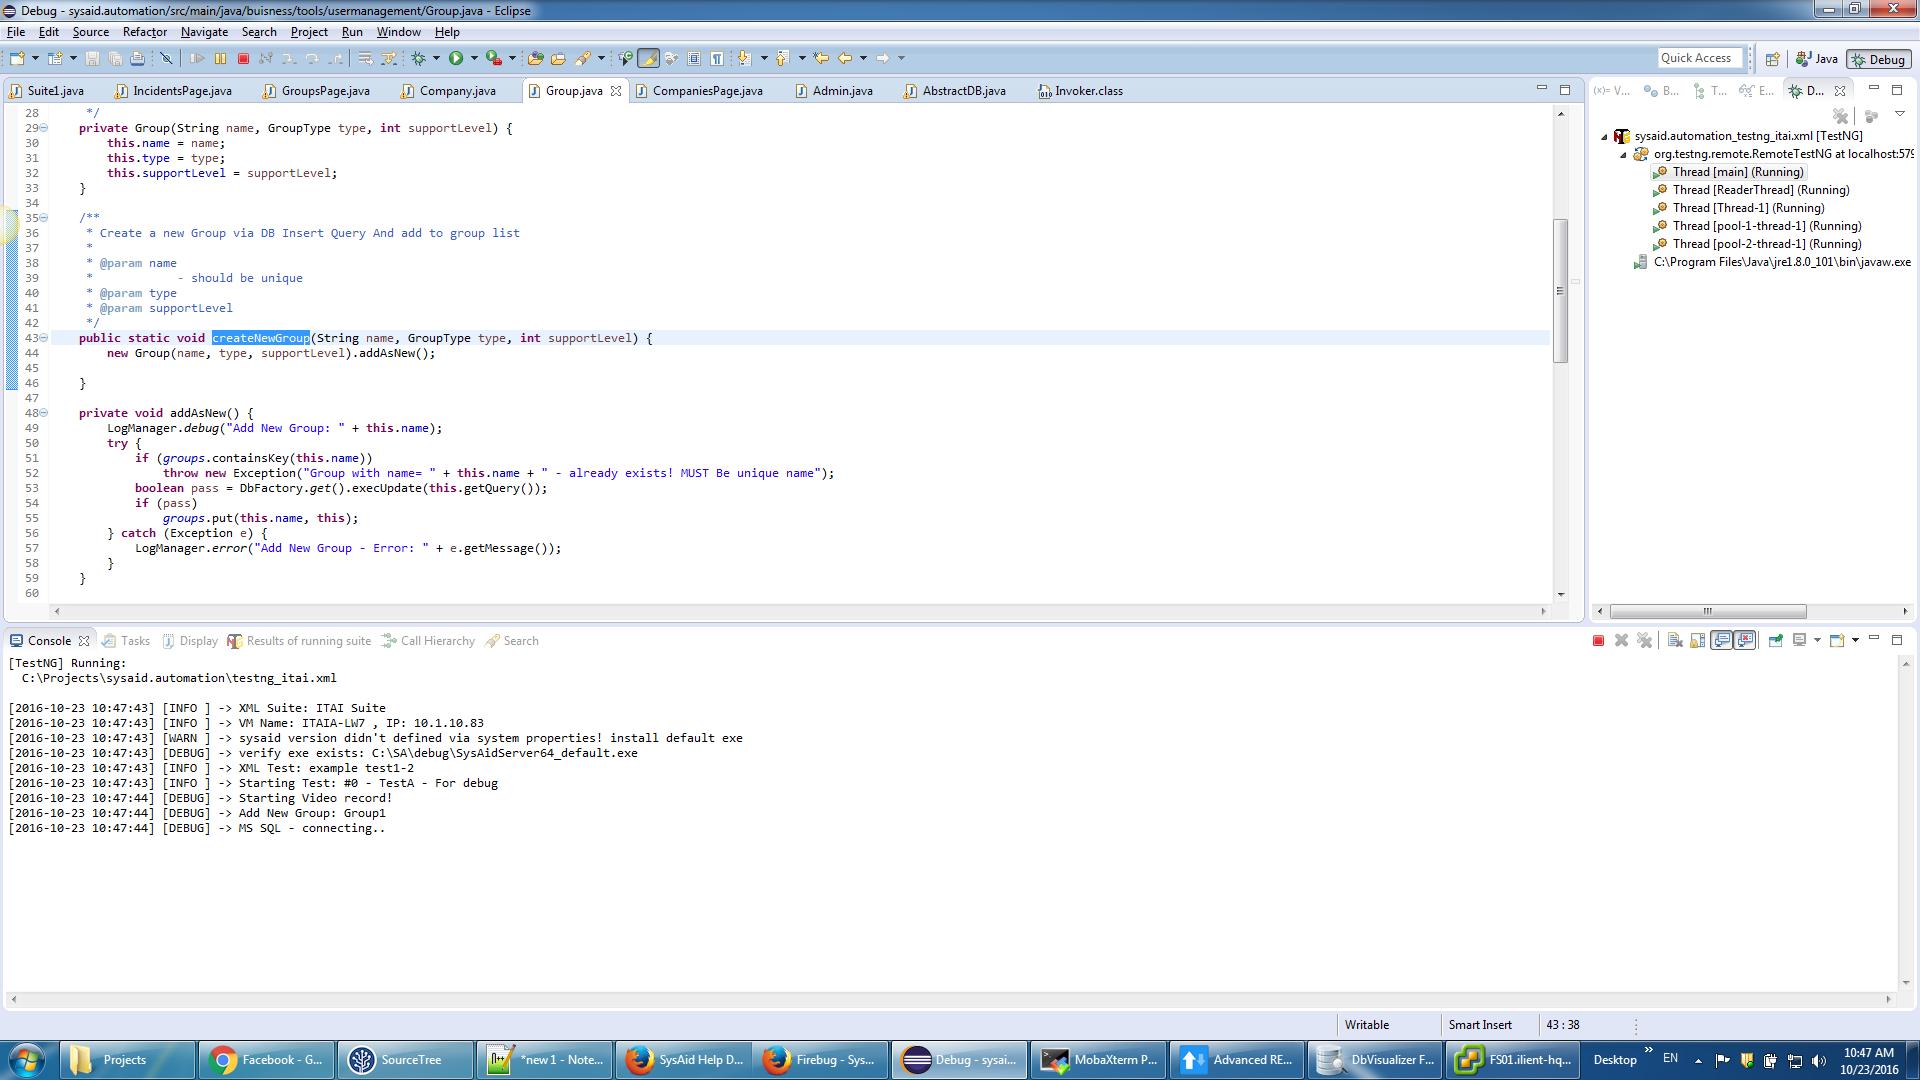 Debug - sysaid.automation/src/main/java/buisness/tools/usermanagement/Group.java - Eclipse
File Edit Source Refactor Navigate Search Project Run Window Help
Quick Access Java Debug
Suite1.java IncidentsPage.java GroupsPage.java Company.java Group.java CompaniesPage.java Admin.java AbstractDB.java Invoker.class
(x)= V... B... T... E... D...
28 */
29 private Group(String name, GroupType type, int supportLevel) {
30 this.name = name;
31 this.type = type;
32 this.supportLevel = supportLevel;
33 }
34
35 /**
36 * Create a new Group via DB Insert Query And add to group list
37 *
38 * @param name
39 * - should be unique
40 * @param type
41 * @param supportLevel
42 */
43 public static void createNewGroup(String name, GroupType type, int supportLevel) {
44 new Group(name, type, supportLevel).addAsNew();
45
46 }
47
48 private void addAsNew() {
49 LogManager.debug("Add New Group: " + this.name);
50 try {
51 if (groups.containsKey(this.name))
52 throw new Exception("Group with name= " + this.name + " - already exists! MUST Be unique name");
53 boolean pass = DbFactory.get().execUpdate(this.getQuery());
54 if (pass)
55 groups.put(this.name, this);
56 } catch (Exception e) {
57 LogManager.error("Add New Group - Error: " + e.getMessage());
58 }
59 }
60
sysaid.automation_testng_itai.xml [TestNG]
org.testng.remote.RemoteTestNG at localhost:579
Thread [main] (Running)
Thread [ReaderThread] (Running)
Thread [Thread-1] (Running)
Thread [pool-1-thread-1] (Running)
Thread [pool-2-thread-1] (Running)
C:\Program Files\Java\jre1.8.0_101\bin\javaw.exe
Console Tasks Display Results of running suite Call Hierarchy Search
[TestNG] Running:
C:\Projects\sysaid.automation\testng_itai.xml
[2016-10-23 10:47:43] [INFO ] -> XML Suite: ITAI Suite
[2016-10-23 10:47:43] [INFO ] -> VM Name: ITAIA-LW7 , IP: 10.1.10.83
[2016-10-23 10:47:43] [WARN ] -> sysaid version didn't defined via system properties! install default exe
[2016-10-23 10:47:43] [DEBUG] -> verify exe exists: C:\SA\debug\SysAidServer64_default.exe
[2016-10-23 10:47:43] [INFO ] -> XML Test: example test1-2
[2016-10-23 10:47:43] [INFO ] -> Starting Test: #0 - TestA - For debug
[2016-10-23 10:47:44] [DEBUG] -> Starting Video record!
[2016-10-23 10:47:44] [DEBUG] -> Add New Group: Group1
[2016-10-23 10:47:44] [DEBUG] -> MS SQL - connecting..
Writable Smart Insert 43 : 38
Projects Facebook - G... SourceTree *new 1 - Note... SysAid Help D... Firebug - Sys... Debug - sysai... MobaXterm P... Advanced RE... DbVisualizer F... FS01.ilient-hq... Desktop » EN 10:47 AM
10/23/2016